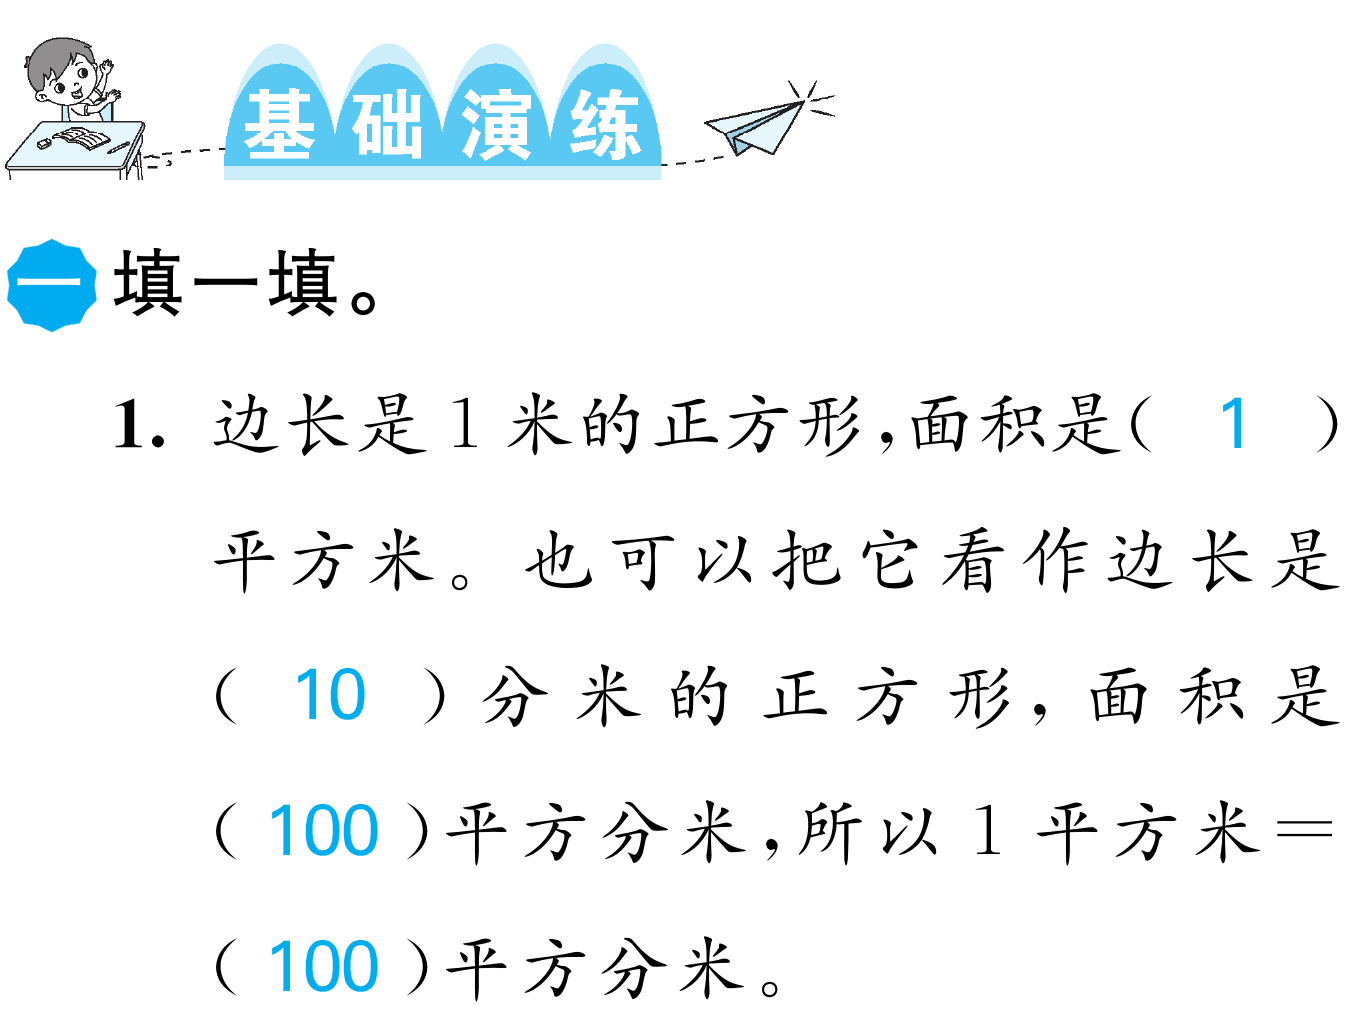 基础演练
一 填一填。
1. 边长是1米的正方形,面积是( 1 )
平方米。也可以把它看作边长是
( 10 )分米的正方形,面积是
( 100 )平方分米,所以1平方米=
( 100 )平方分米。